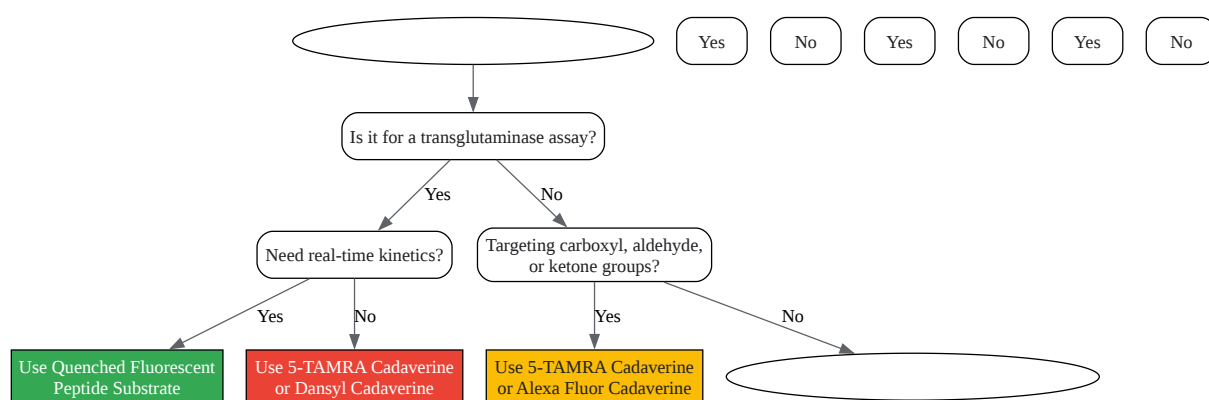 Yes
No
Yes
No
Yes
No
Is it for a transglutaminase assay?
Yes
No
Need real-time kinetics?
Targeting carboxyl, aldehyde,
or ketone groups?
Yes
No
Yes
No
Use Quenched Fluorescent
Peptide Substrate
Use 5-TAMRA Cadaverine
or Dansyl Cadaverine
Use 5-TAMRA Cadaverine
or Alexa Fluor Cadaverine